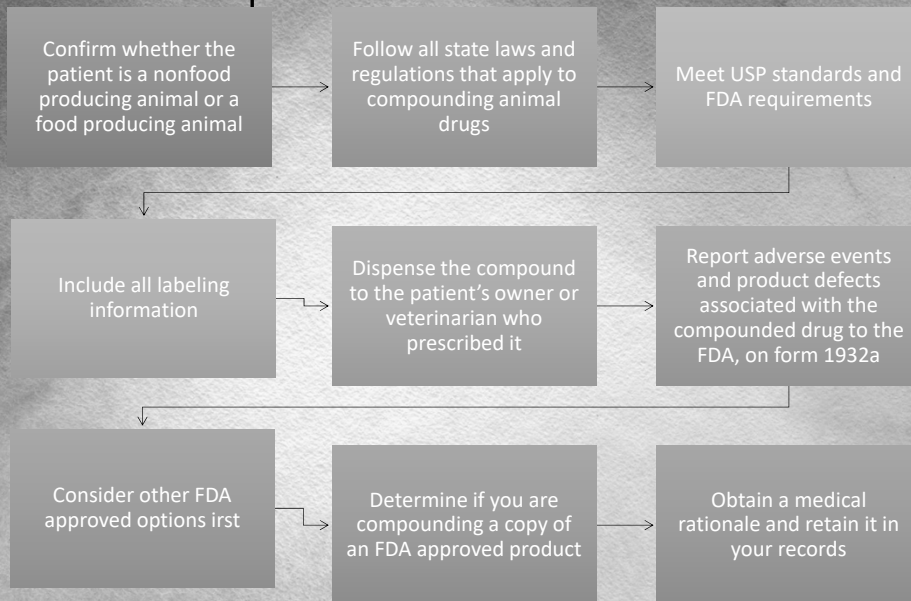 Confirm whether the
patient is a nonfood
producing animal or a
food producing animal
Follow all state laws and
regulations that apply to
compounding animal
drugs
Meet USP standards and
FDA requirements
Include all labeling
information
Dispense the compound
to the patient's owner or
veterinarian who
prescribed it
Report adverse events
and product defects
associated with the
compounded drug to the
FDA, on form 1932a
Consider other FDA
approved options irst
Determine if you are
compounding a copy of
an FDA approved product
Obtain a medical
rationale and retain it in
your records